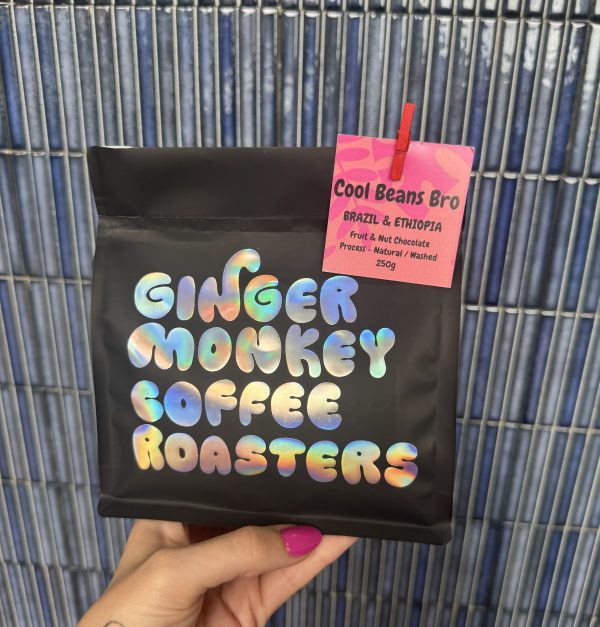 Cool Beans Bro
BRAZIL & ETHIOPIA
Fruit & Nut Chocolate
Process - Natural / Washed
250g
GINGER
MONKEY
COFFEE
ROASTERS